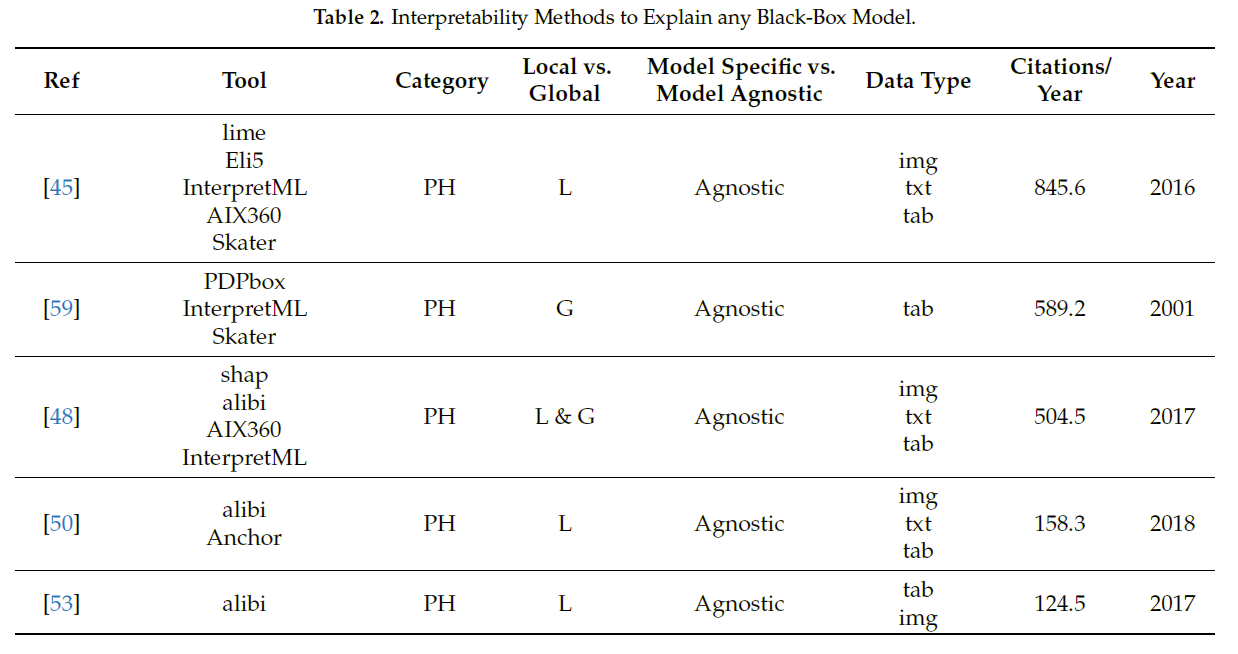 Table 2. Interpretability Methods to Explain any Black-Box Model.
Ref Tool Category Local vs. Global Model Specific vs. Model Agnostic Data Type Citations/Year Year
[45] lime Eli5 InterpretML AIX360 Skater PH L Agnostic img txt tab 845.6 2016
[59] PDPbox InterpretML Skater PH G Agnostic tab 589.2 2001
[48] shap alibi AIX360 InterpretML PH L & G Agnostic img txt tab 504.5 2017
[50] alibi Anchor PH L Agnostic img txt tab 158.3 2018
[53] alibi PH L Agnostic tab img 124.5 2017